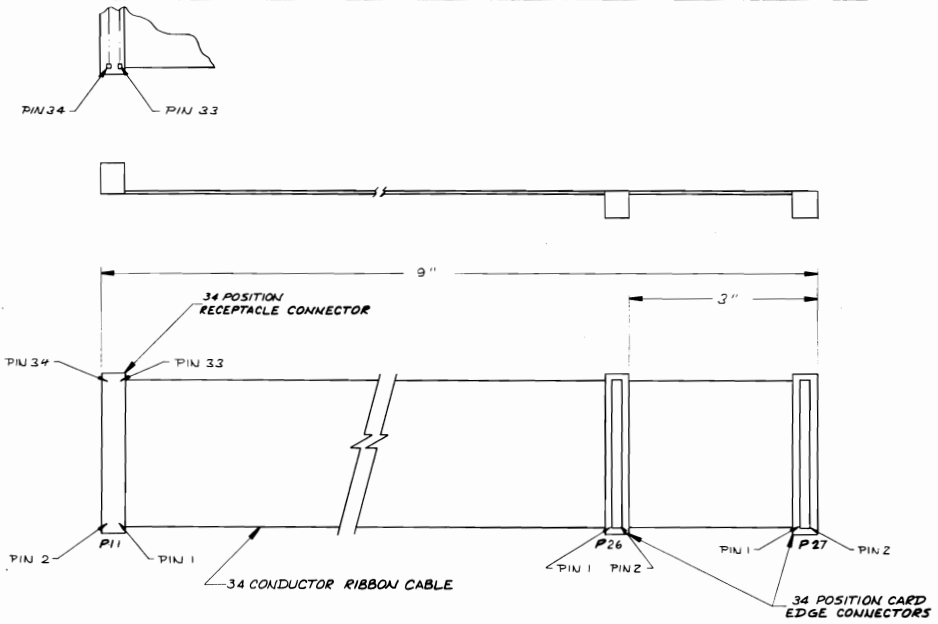 PIN 34
PIN 33
9"
3"
34 POSITION
RECEPTACLE CONNECTOR
PIN 34
PIN 33
PIN 2
P11
PIN 1
P26
PIN 1
PIN 2
PIN 1
P27
PIN 2
34 CONDUCTOR RIBBON CABLE
34 POSITION CARD
EDGE CONNECTORS